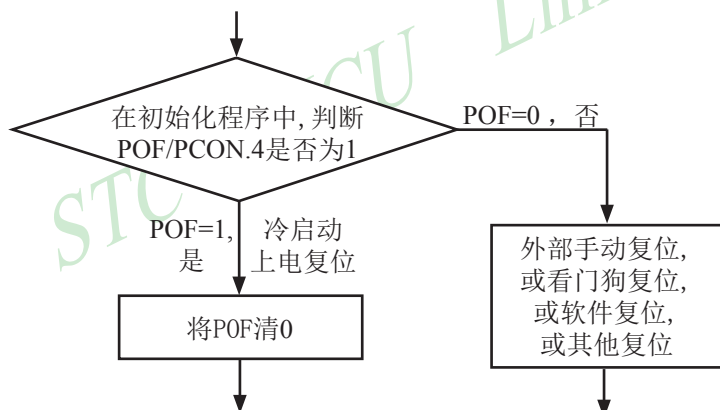 STC MCU Lim
在初始化程序中, 判断
POF/PCON.4是否为1
POF=0 ，否
POF=1,
是
冷启动
上电复位
将POF清0
外部手动复位,
或看门狗复位,
或软件复位,
或其他复位